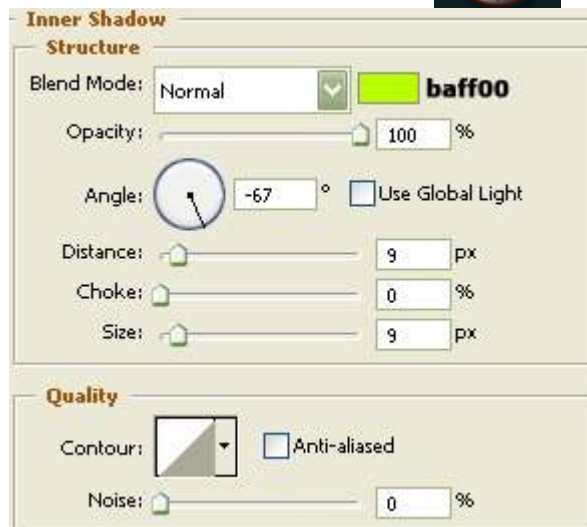 Inner Shadow
Structure
Blend Mode: Normal baff00
Opacity: 100 %
Angle: -67 ° Use Global Light
Distance: 9 px
Choke: 0 %
Size: 9 px
Quality
Contour: Anti-aliased
Noise: 0 %